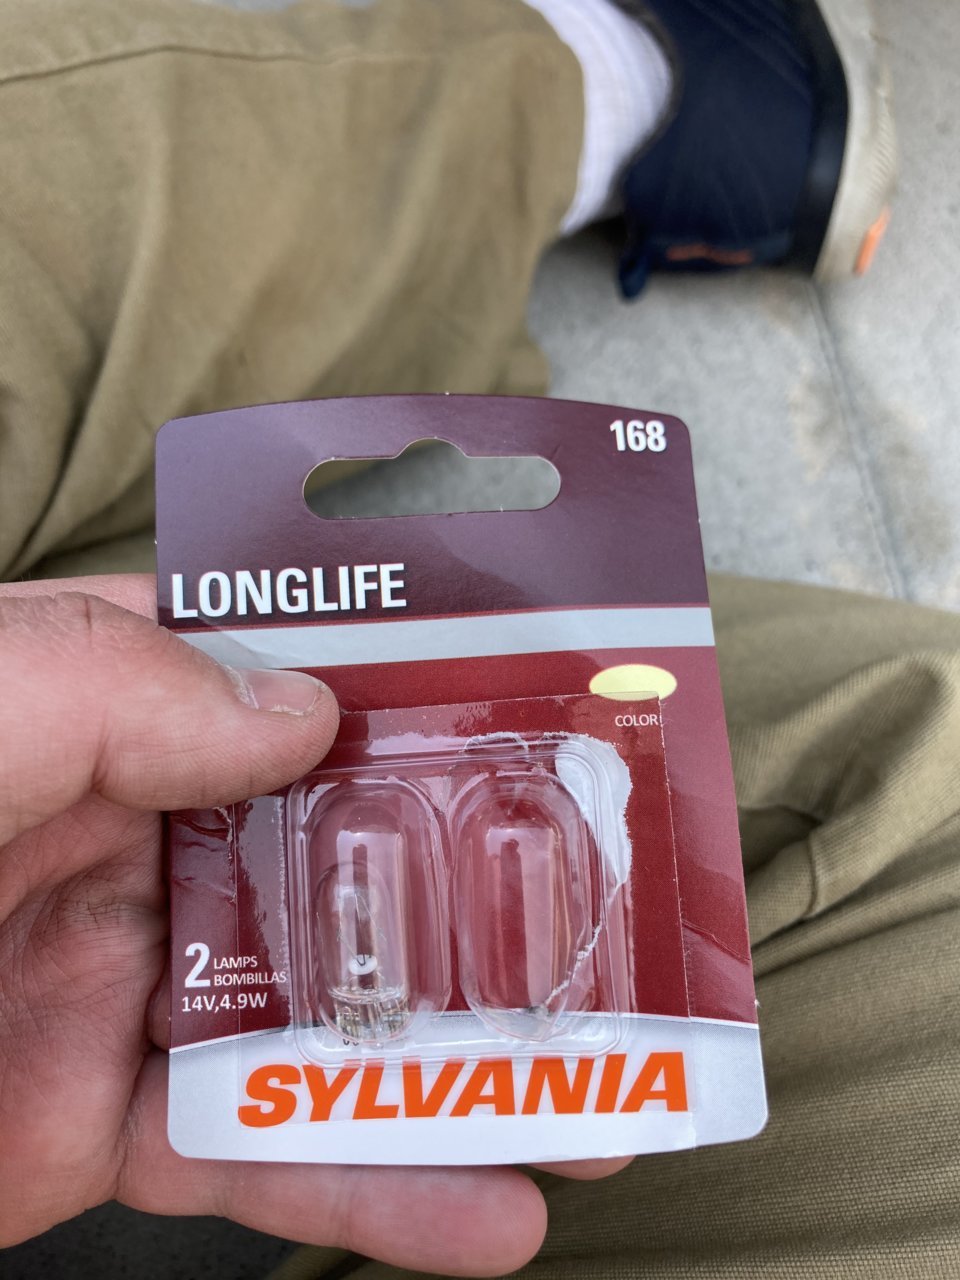 168
LONGLIFE
COLOR
2 LAMPS
BOMBILLAS
14V,4.9W
SYLVANIA